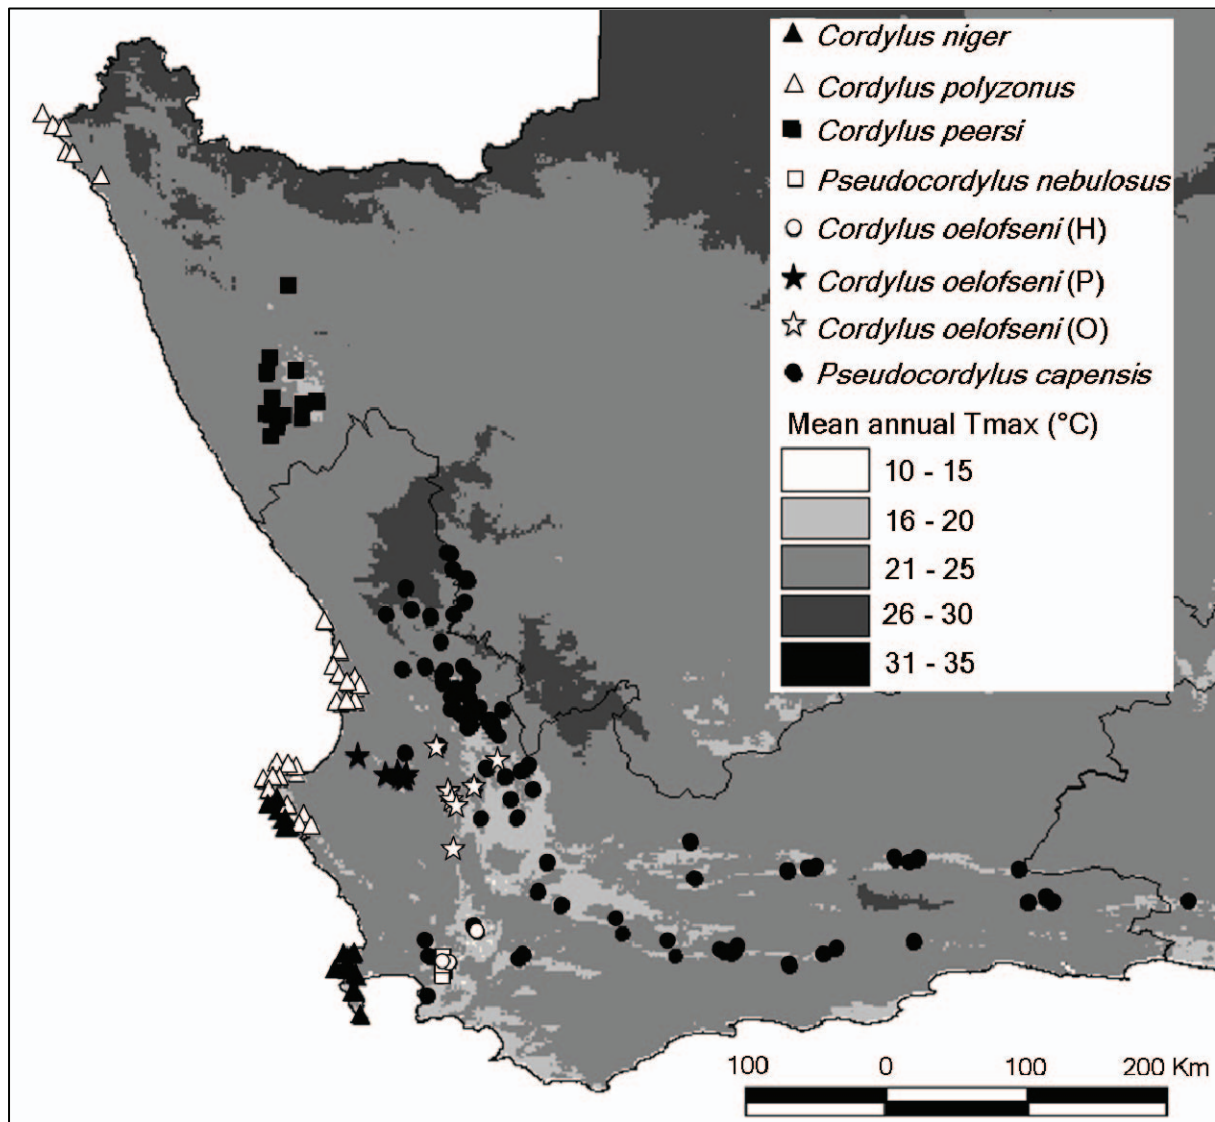 Cordylus niger
Cordylus polyzonus
Cordylus peersi
Pseudocordylus nebulosus
Cordylus oelofseni (H)
Cordylus oelofseni (P)
Cordylus oelofseni (O)
Pseudocordylus capensis
Mean annual Tmax (°C)
10 - 15
16 - 20
21 - 25
26 - 30
31 - 35
100 0 100 200 Km